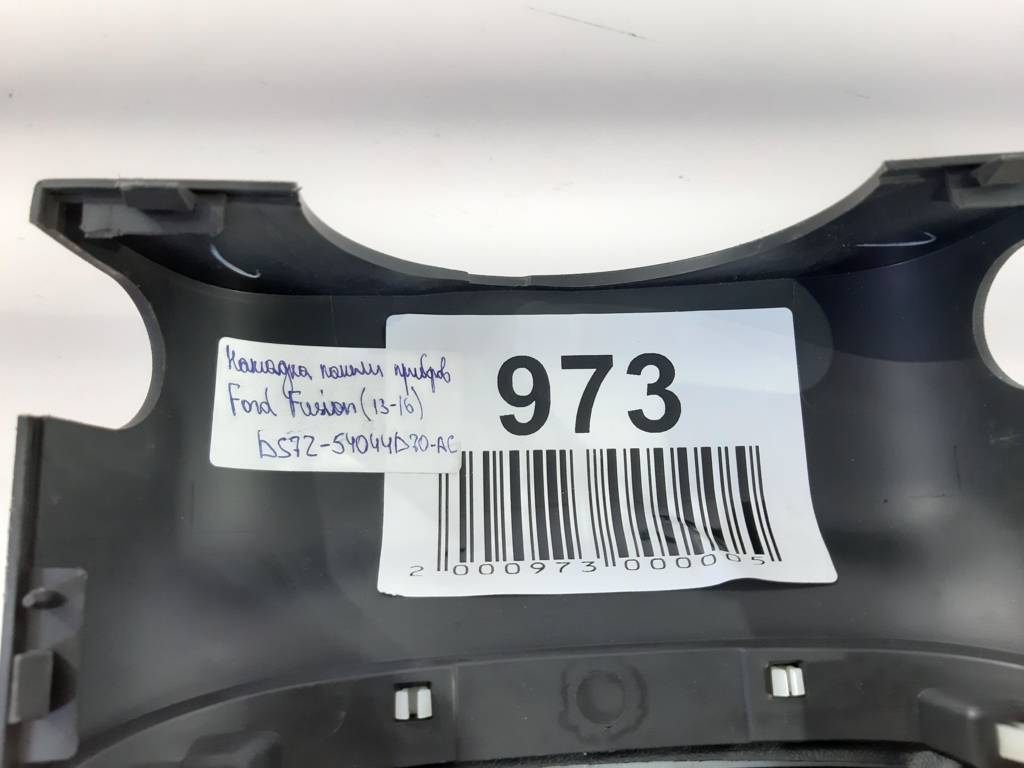 Накладка панели приборов
Ford Fusion (13-16)
DS7Z-54044D70-AC
973
2 000973 000005